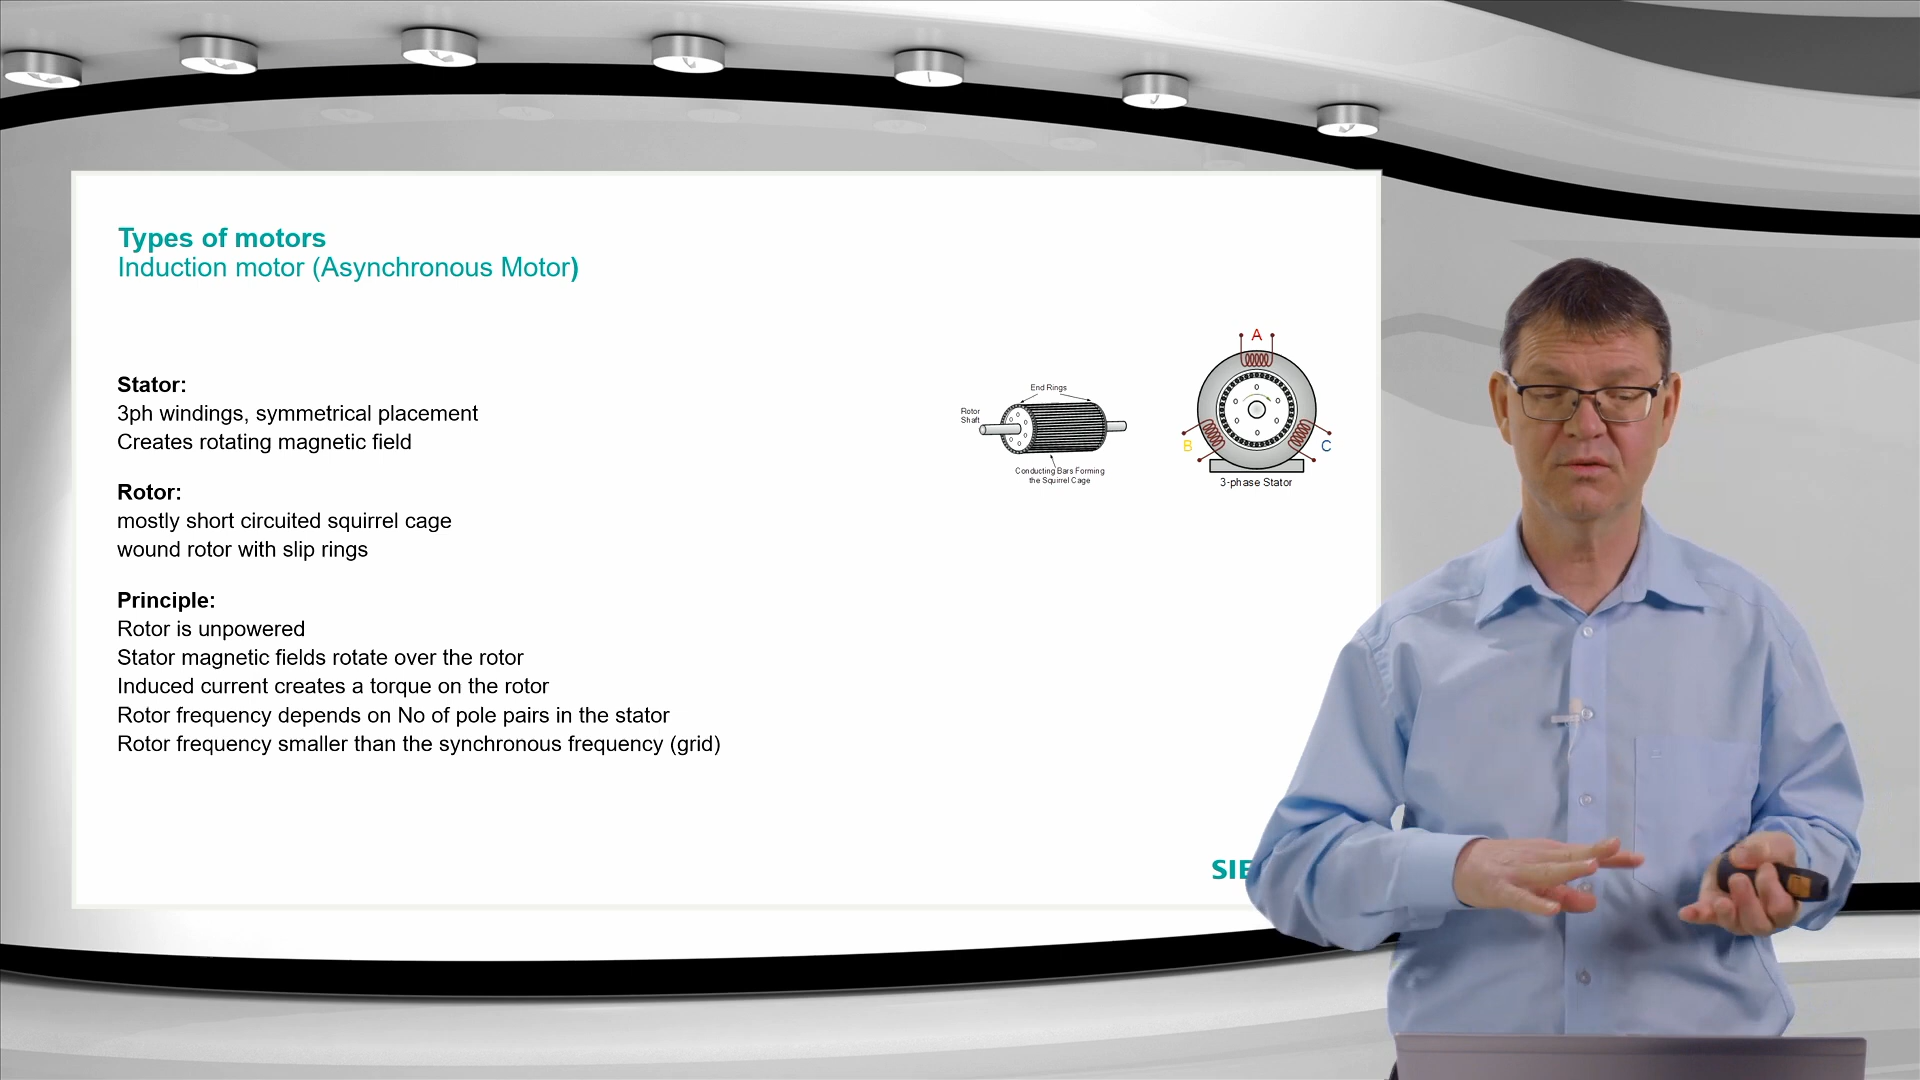 Types of motors
Induction motor (Asynchronous Motor)
Stator:
3ph windings, symmetrical placement
Creates rotating magnetic field
Rotor:
mostly short circuited squirrel cage
wound rotor with slip rings
Principle:
Rotor is unpowered
Stator magnetic fields rotate over the rotor
Induced current creates a torque on the rotor
Rotor frequency depends on No of pole pairs in the stator
Rotor frequency smaller than the synchronous frequency (grid)
End Rings
Rotor
Shaft
Conducting Bars Forming
the Squirrel Cage
A
B
C
3-phase Stator
SIE